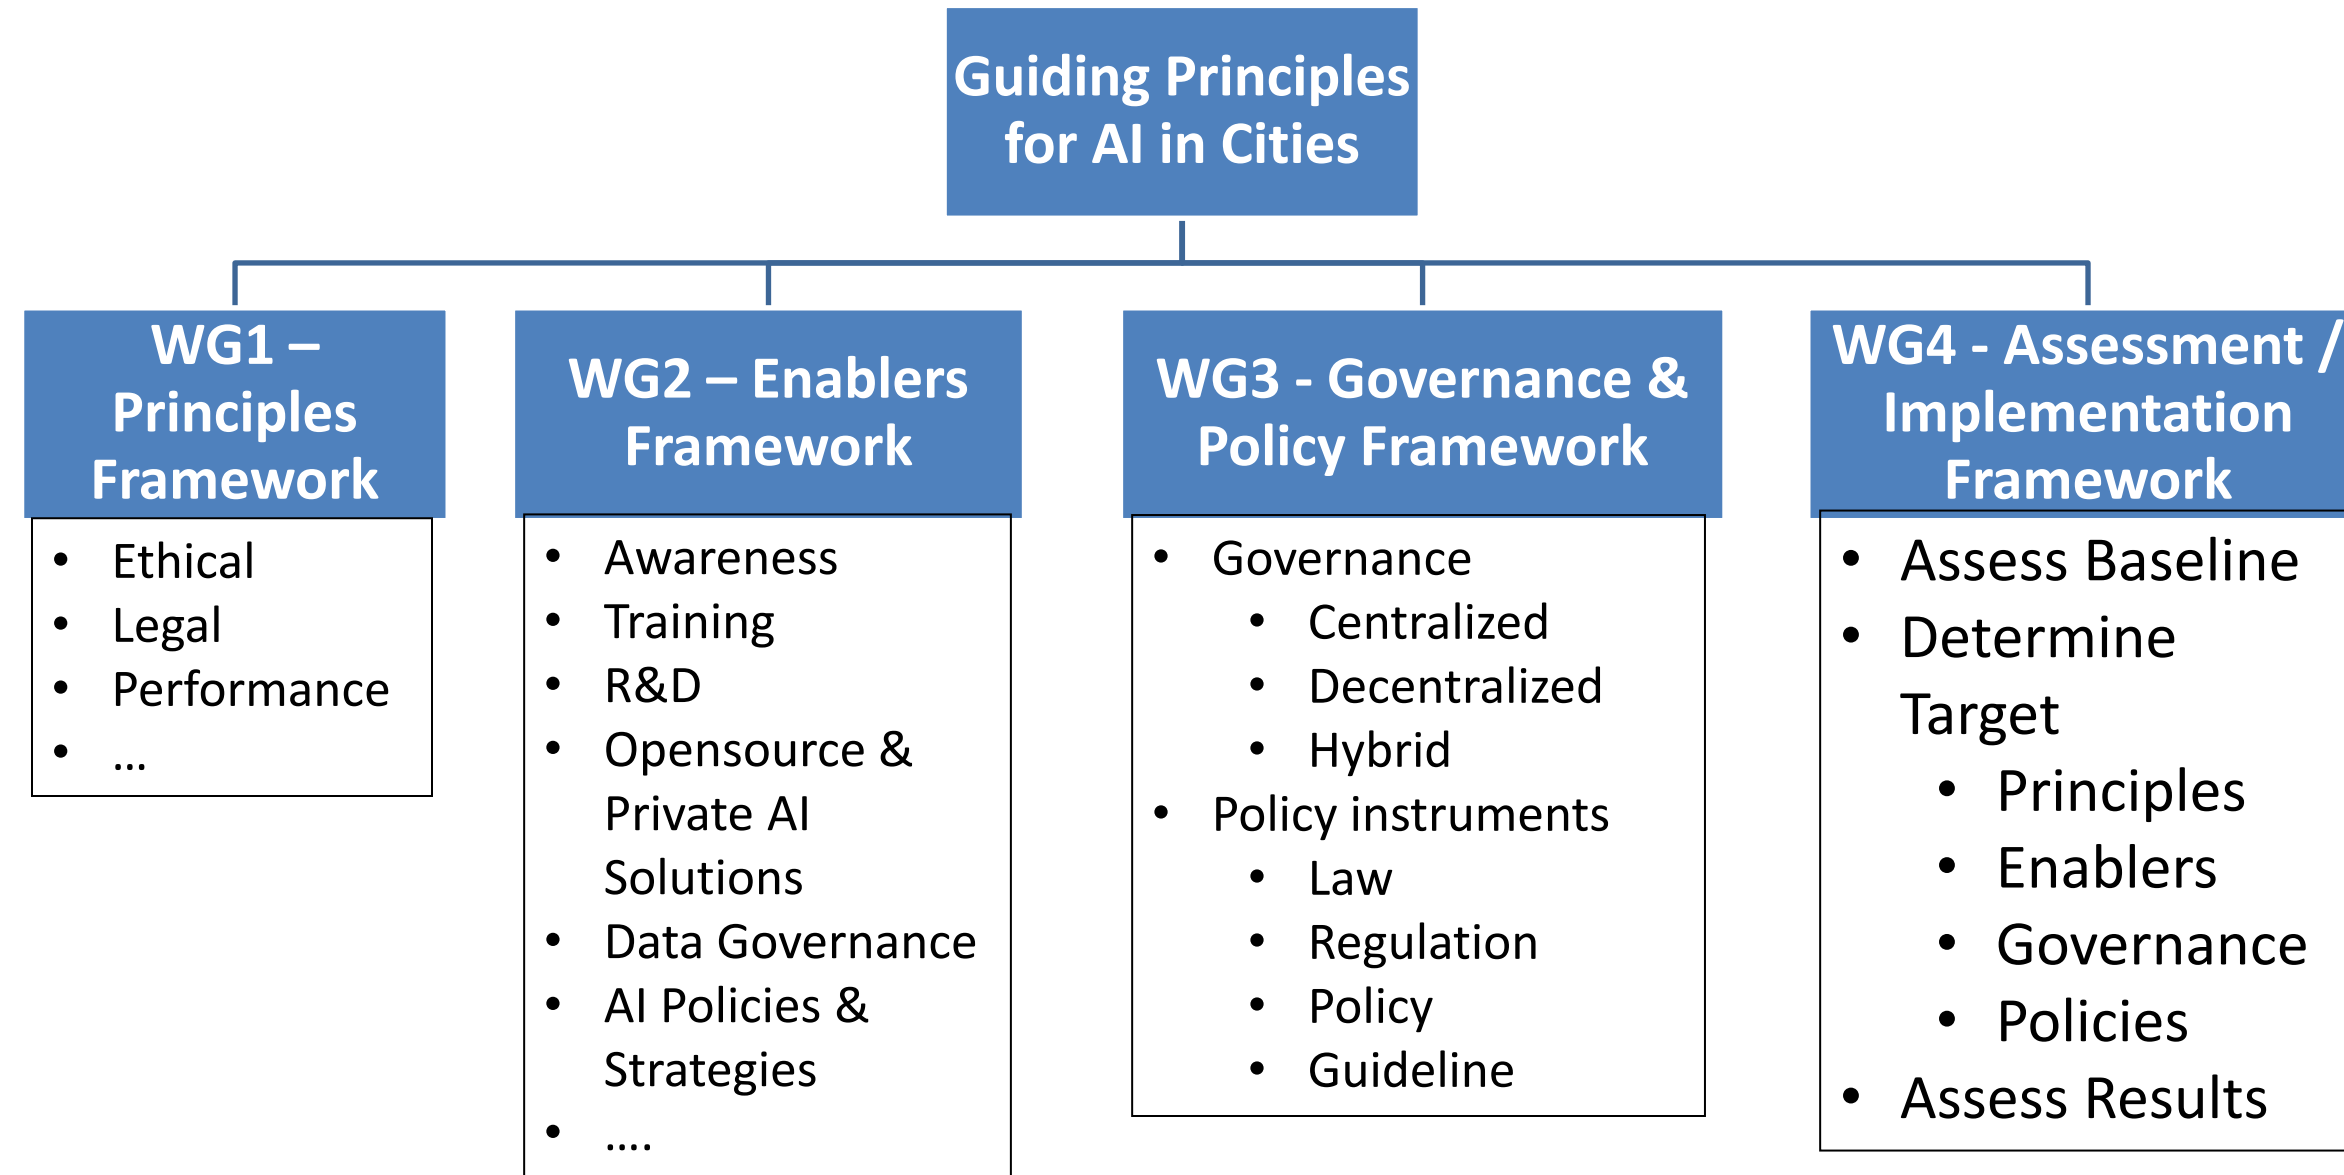 Guiding Principles
for AI in Cities
WG1 –
Principles
Framework
• Ethical
• Legal
• Performance
• ...
WG2 – Enablers
Framework
• Awareness
• Training
• R&D
• Opensource &
Private AI
Solutions
• Data Governance
• AI Policies &
Strategies
• ....
WG3 - Governance &
Policy Framework
• Governance
• Centralized
• Decentralized
• Hybrid
• Policy instruments
• Law
• Regulation
• Policy
• Guideline
WG4 - Assessment /
Implementation
Framework
• Assess Baseline
• Determine
Target
• Principles
• Enablers
• Governance
• Policies
• Assess Results